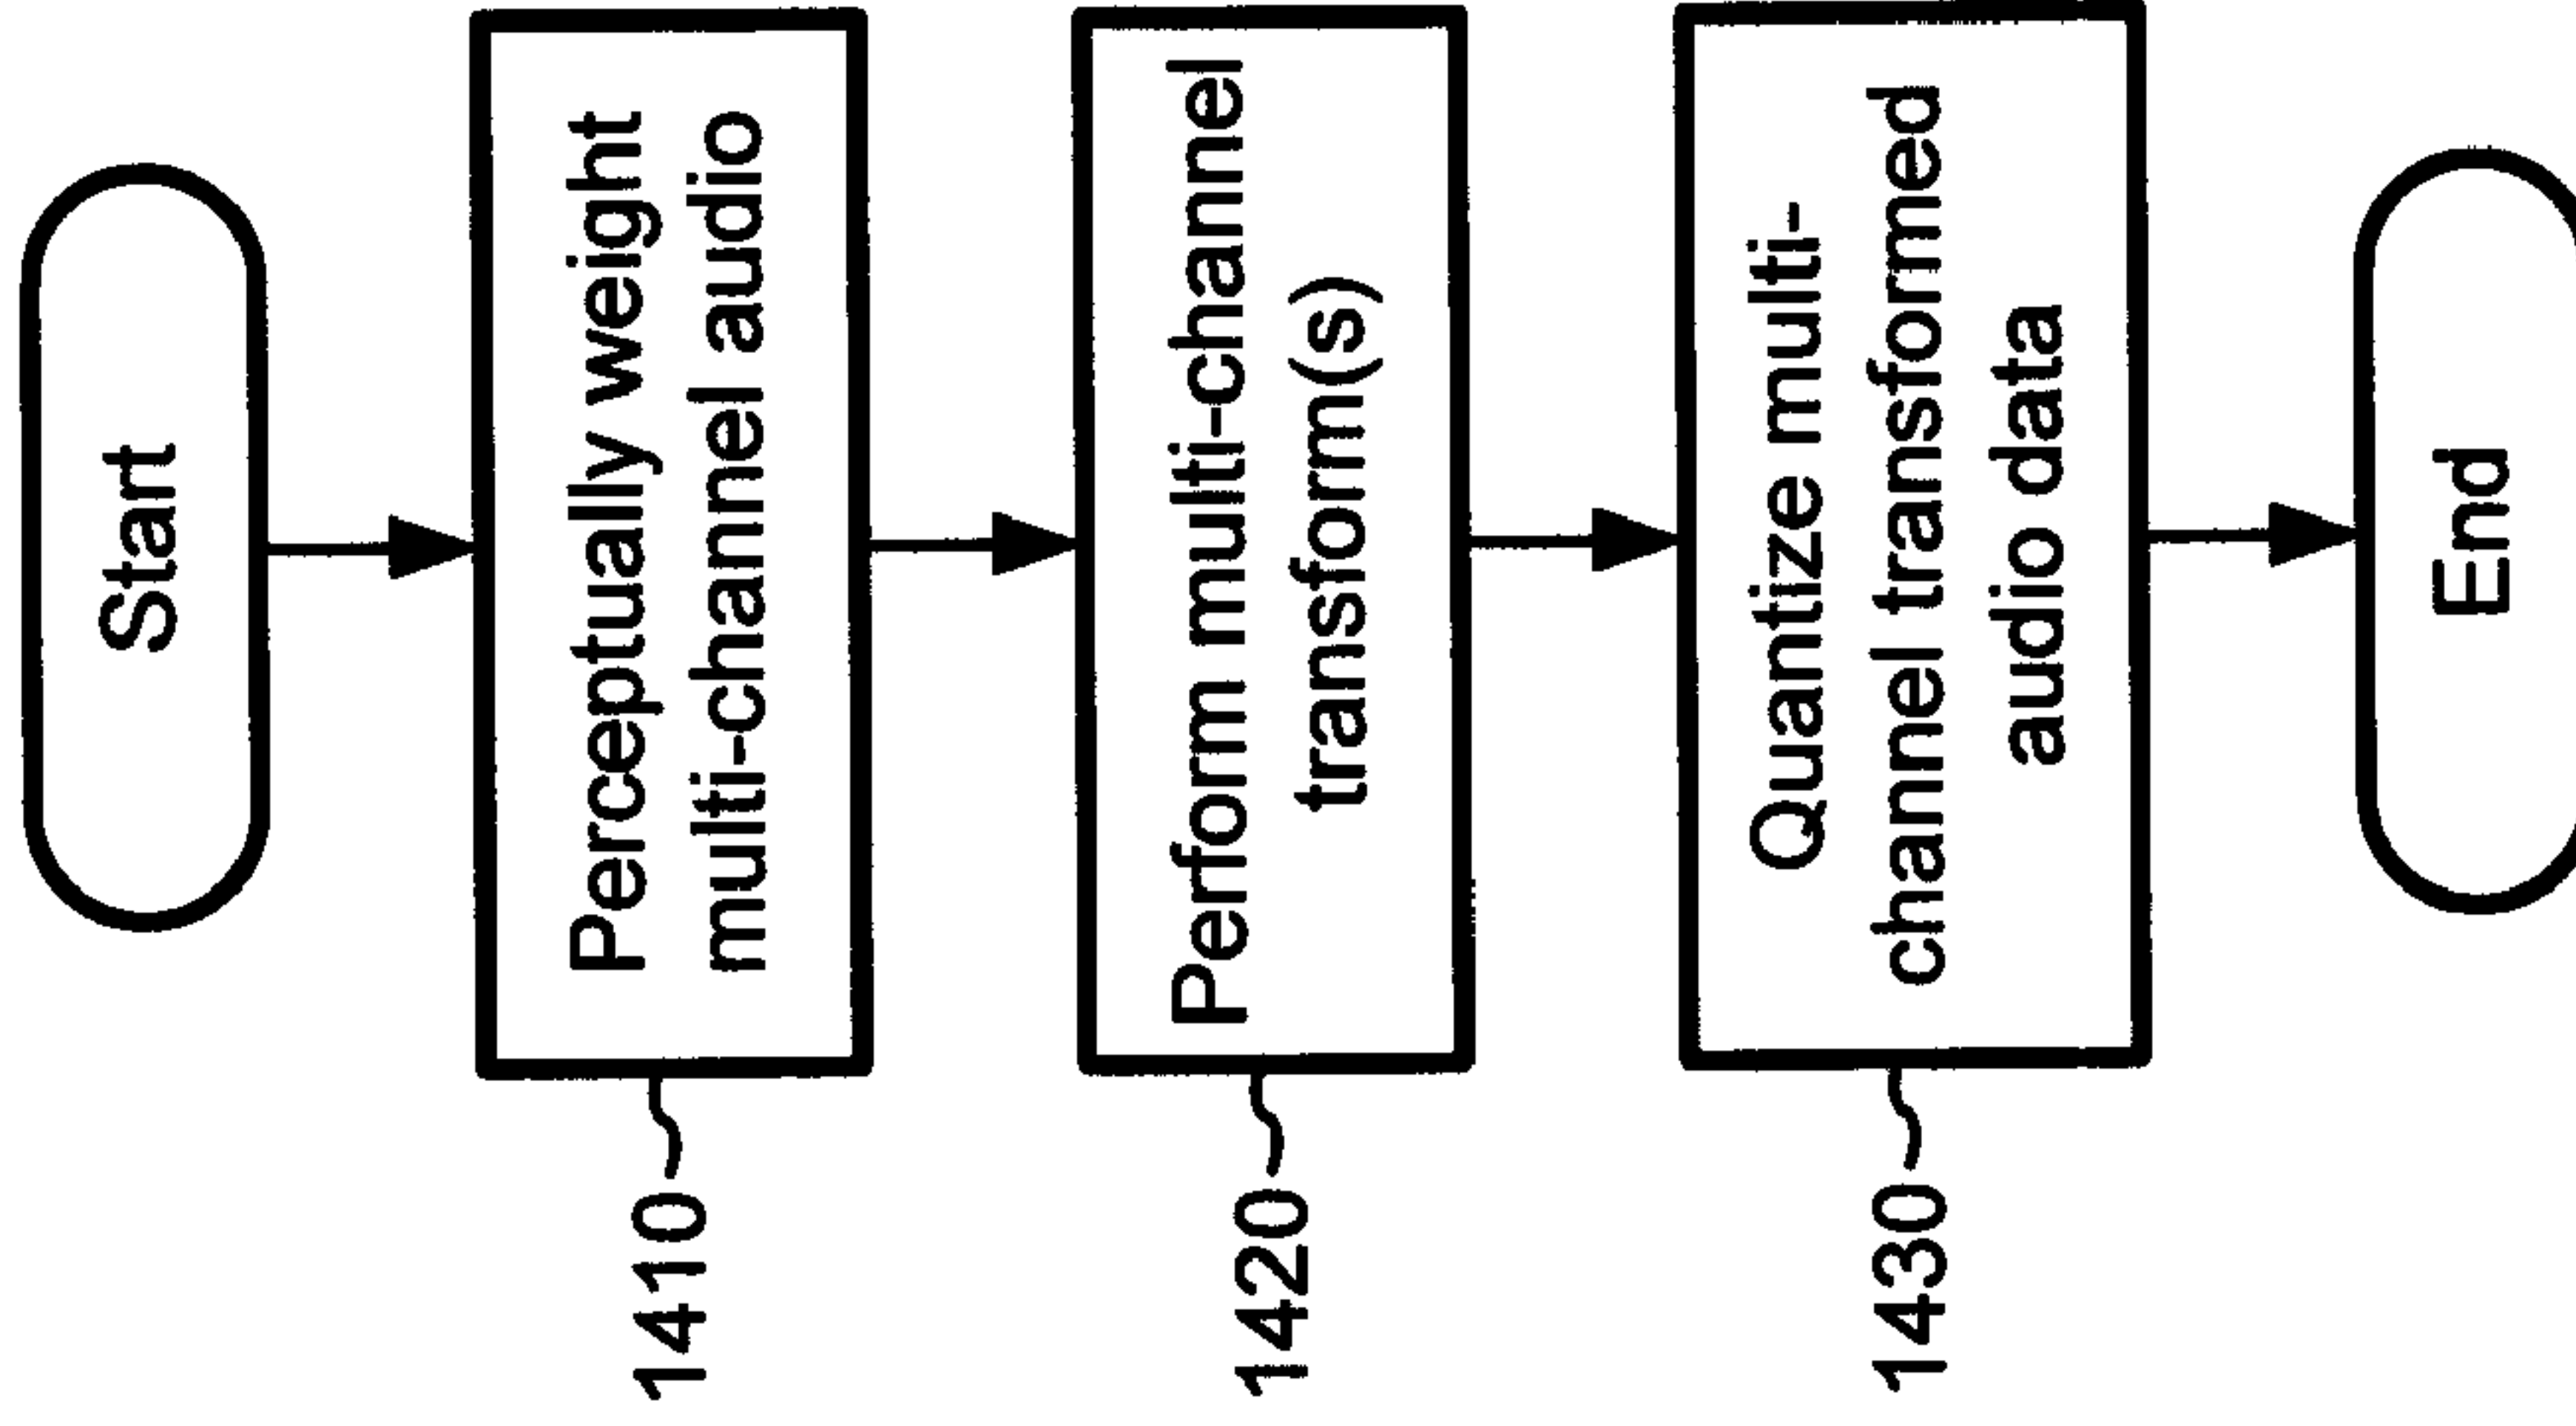 Start
Perceptually weight
multi-channel audio
1410
Perform multi-channel
transform(s)
1420
Quantize multi-
channel transformed
audio data
1430
End